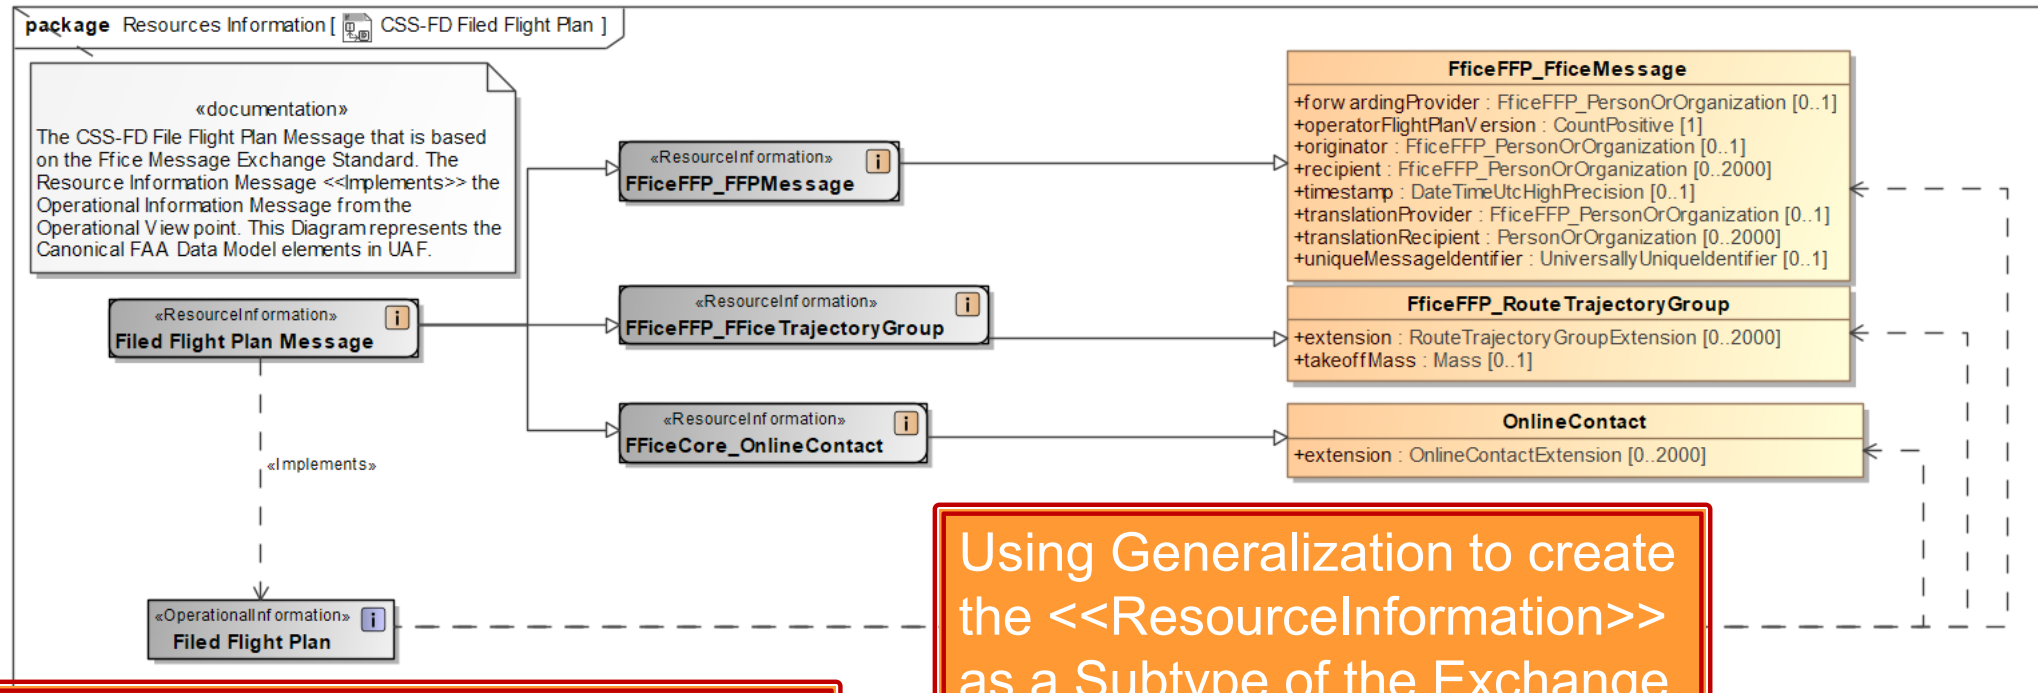 package Resources Information [ CSS-FD Filed Flight Plan ]
«documentation»
The CSS-FD File Flight Plan Message that is based
on the Ffice Message Exchange Standard. The
Resource Information Message <<Implements>> the
Operational Information Message from the
Operational View point. This Diagram represents the
Canonical FAA Data Model elements in UAF.
«ResourceInformation»
Filed Flight Plan Message
«Implements»
«OperationalInformation»
Filed Flight Plan
«ResourceInformation»
FFiceFFP_FFPMessage
«ResourceInformation»
FFiceFFP_FFiceTrajectoryGroup
«ResourceInformation»
FFiceCore_OnlineContact
FficeFFP_FficeMessage
+forwardingProvider : FficeFFP_PersonOrOrganization [0..1]
+operatorFlightPlanVersion : CountPositive [1]
+originator : FficeFFP_PersonOrOrganization [0..1]
+recipient : FficeFFP_PersonOrOrganization [0..2000]
+timestamp : DateTimeUtcHighPrecision [0..1]
+translationProvider : FficeFFP_PersonOrOrganization [0..1]
+translationRecipient : PersonOrOrganization [0..2000]
+uniqueMessageIdentifier : UniversallyUniqueIdentifier [0..1]
FficeFFP_RouteTrajectoryGroup
+extension : RouteTrajectoryGroupExtension [0..2000]
+takeoffMass : Mass [0..1]
OnlineContact
+extension : OnlineContactExtension [0..2000]
Using Generalization to create
the <<ResourceInformation>>
as a Subtype of the Exchange